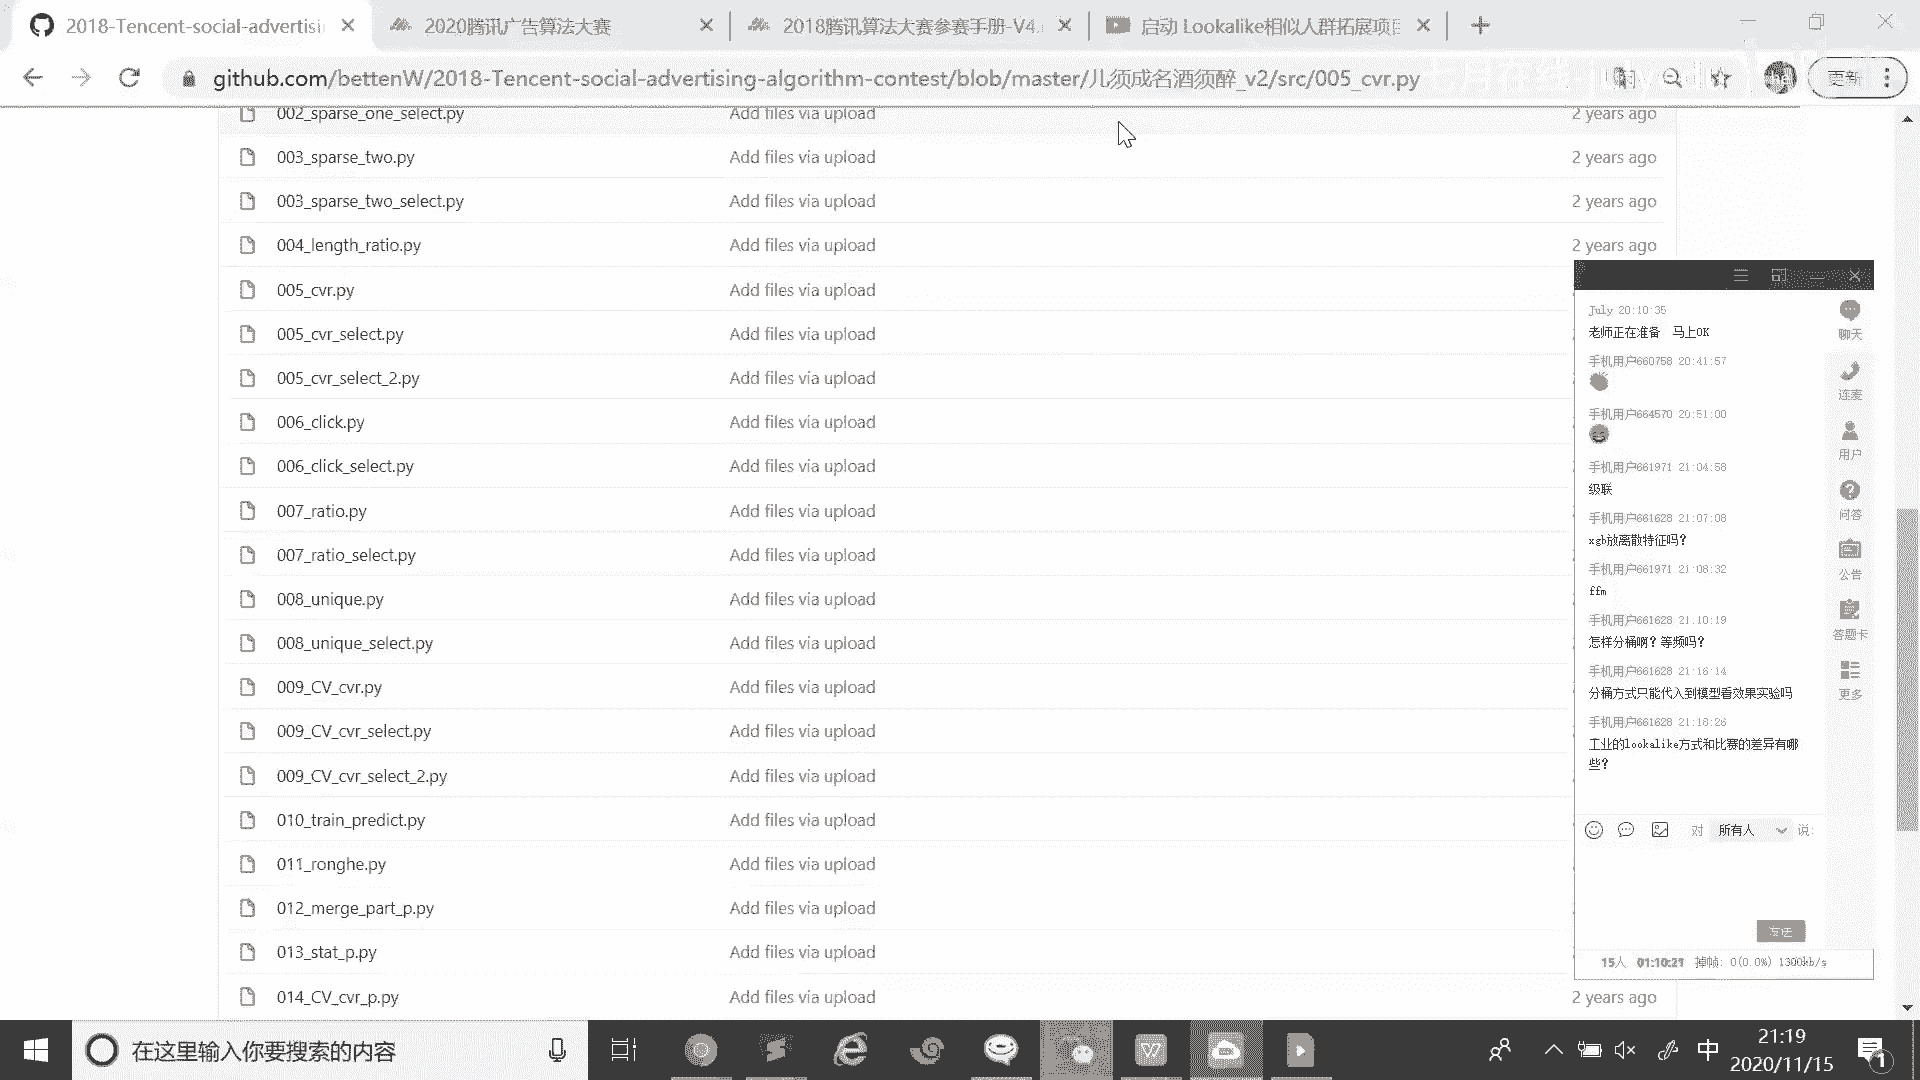 2018-Tencent-social-advertisi
2020腾讯广告算法大赛
2018腾讯算法大赛参赛手册-V4.
启动 Lookalike相似人群拓展项目
github.com/bettenW/2018-Tencent-social-advertising-algorithm-contest/blob/master/儿须成名酒须醉_v2/src/005_cvr.py
更新
002_sparse_one_select.py Add files via upload 2 years ago
003_sparse_two.py Add files via upload 2 years ago
003_sparse_two_select.py Add files via upload 2 years ago
004_length_ratio.py Add files via upload 2 years ago
005_cvr.py Add files via upload
005_cvr_select.py Add files via upload
005_cvr_select_2.py Add files via upload
006_click.py Add files via upload
006_click_select.py Add files via upload
007_ratio.py Add files via upload
007_ratio_select.py Add files via upload
008_unique.py Add files via upload
008_unique_select.py Add files via upload
009_CV_cvr.py Add files via upload
009_CV_cvr_select.py Add files via upload
009_CV_cvr_select_2.py Add files via upload
010_train_predict.py Add files via upload
011_ronghe.py Add files via upload
012_merge_part_p.py Add files via upload
013_stat_p.py Add files via upload
014_CV_cvr_p.py Add files via upload 2 years ago
July 20:10:35
老师正在准备 马上OK
手机用户660758 20:41:57
手机用户664570 20:51:00
手机用户661971 21:04:58
级联
手机用户661628 21:07:08
xgb放离散特征吗?
手机用户661971 21:08:32
ffm
手机用户661628 21:10:19
怎样分桶啊? 等频吗?
手机用户661628 21:16:14
分桶方式只能代入到模型看效果实验吗
手机用户661628 21:18:26
工业的lookalike方式和比赛的差异有哪
些?
聊天
连麦
用户
问答
公告
答题卡
更多
对 所有人 说:
发送
15人 01:10:21 掉帧: 0(0.0%) 1300kb/s
在这里输入你要搜索的内容
中
21:19
2020/11/15
1